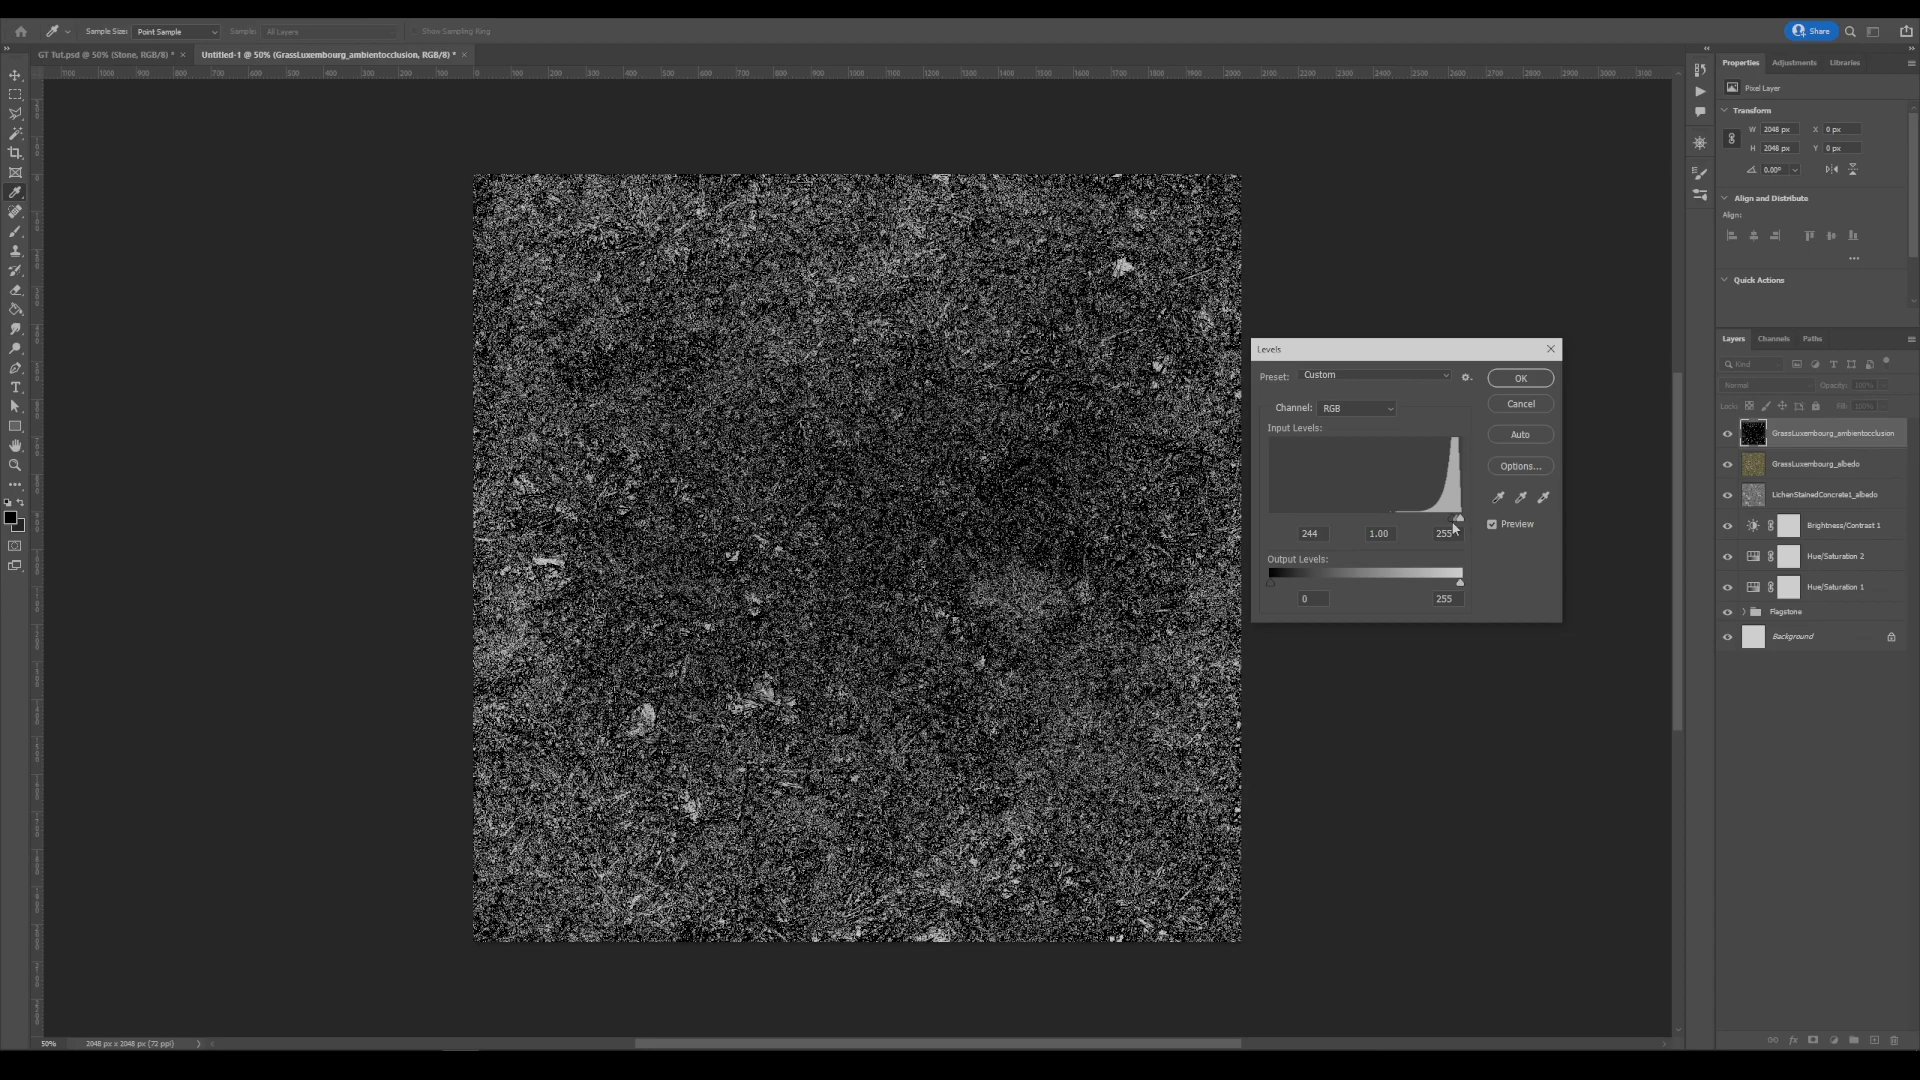 Sample Size: Point Sample Sample: All Layers Show Sampling Ring Share
GT Tut.psd @ 50% (Stone, RGB/8) * × Untitled-1 @ 50% (GrassLuxembourg_ambientocclusion, RGB/8) * ×
Properties Adjustments Libraries
Pixel Layer
Transform
W 2048 px X 0 px
H 2048 px Y 0 px
0.00°
Align and Distribute
Align:
Quick Actions
Layers Channels Paths
Kind
Normal Opacity: 100%
Lock: Fill: 100%
GrassLuxembourg_ambientocclusion
GrassLuxembourg_albedo
LichenStainedConcrete1_albedo
Brightness/Contrast 1
Hue/Saturation 2
Hue/Saturation 1
Flagstone
Background
Levels
Preset: Custom OK
Cancel
Channel: RGB
Input Levels:
Auto
Options...
Preview
244 1.00 255
Output Levels:
0 255
50% 2048 px x 2048 px (72 ppi)